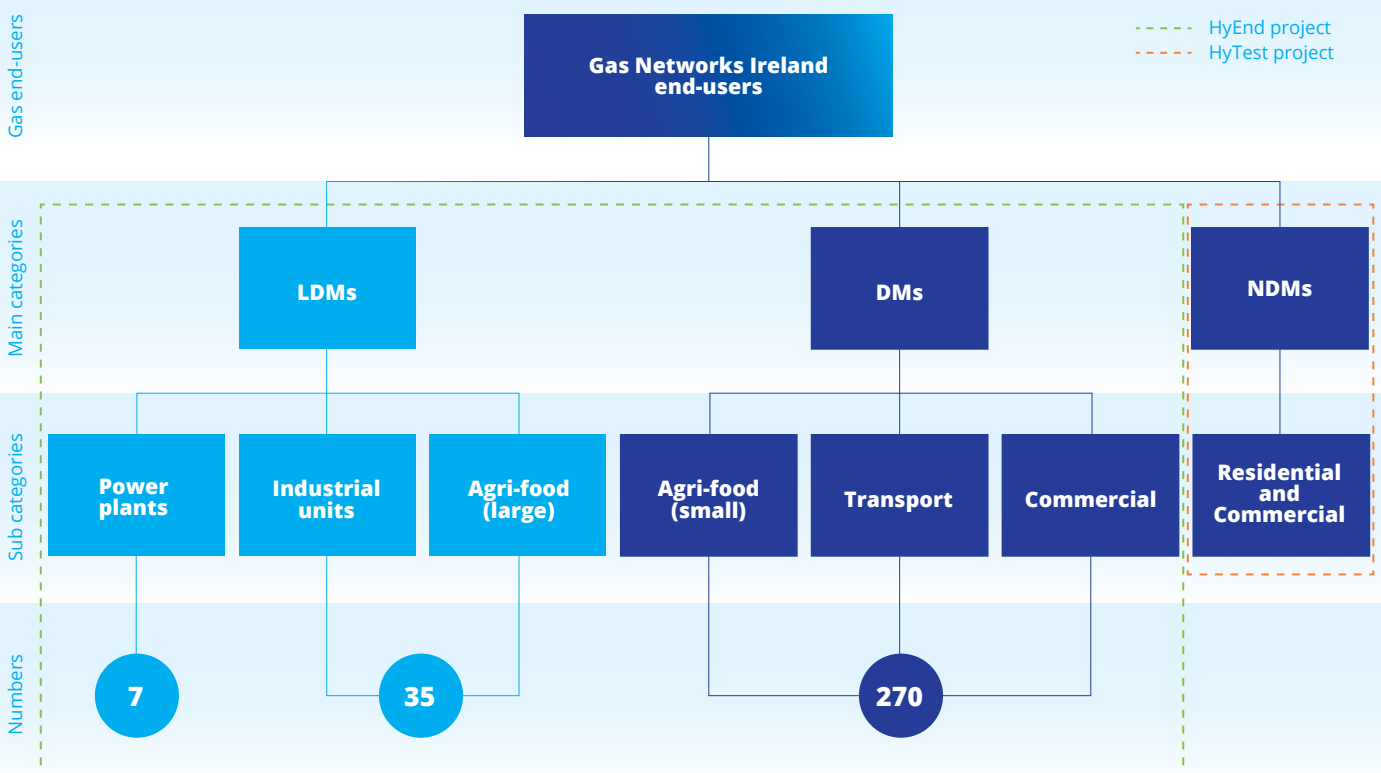 Gas end-users
Gas Networks Ireland
end-users
HyEnd project
HyTest project
Main categories
LDMs
DMs
NDMs
Sub categories
Power
plants
Industrial
units
Agri-food
(large)
Agri-food
(small)
Transport
Commercial
Residential
and
Commercial
Numbers
7
35
270